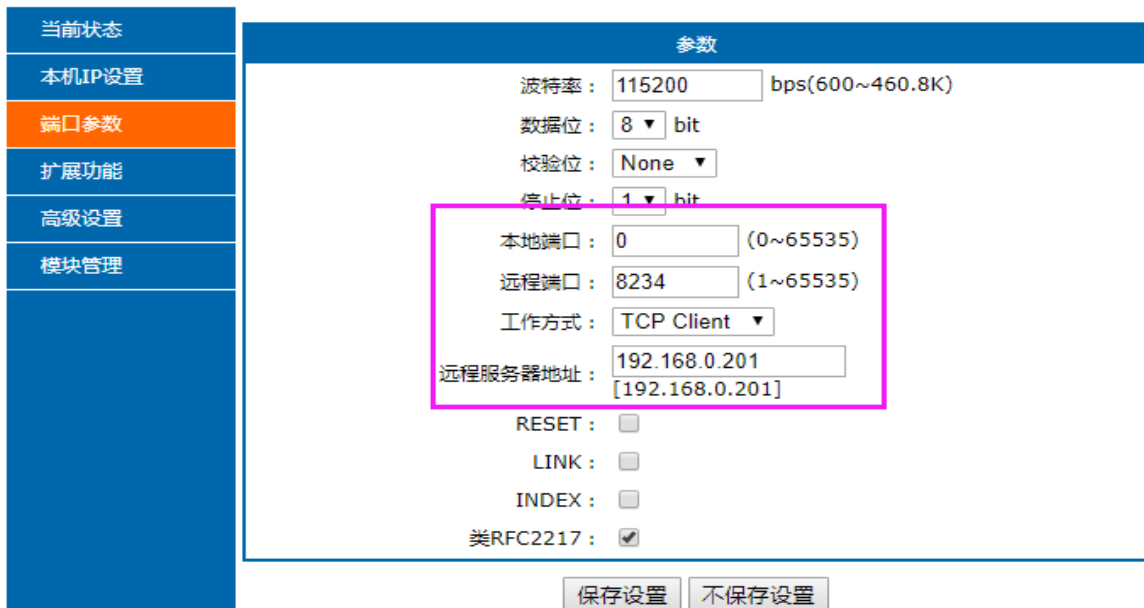 当前状态
本机IP设置
端口参数
扩展功能
高级设置
模块管理
参数
波特率： 115200 bps(600~460.8K)
数据位： 8 bit
校验位： None
停止位： 1 bit
本地端口： 0 (0~65535)
远程端口： 8234 (1~65535)
工作方式： TCP Client
远程服务器地址： 192.168.0.201
[192.168.0.201]
RESET：
LINK：
INDEX：
类RFC2217：
保存设置 不保存设置